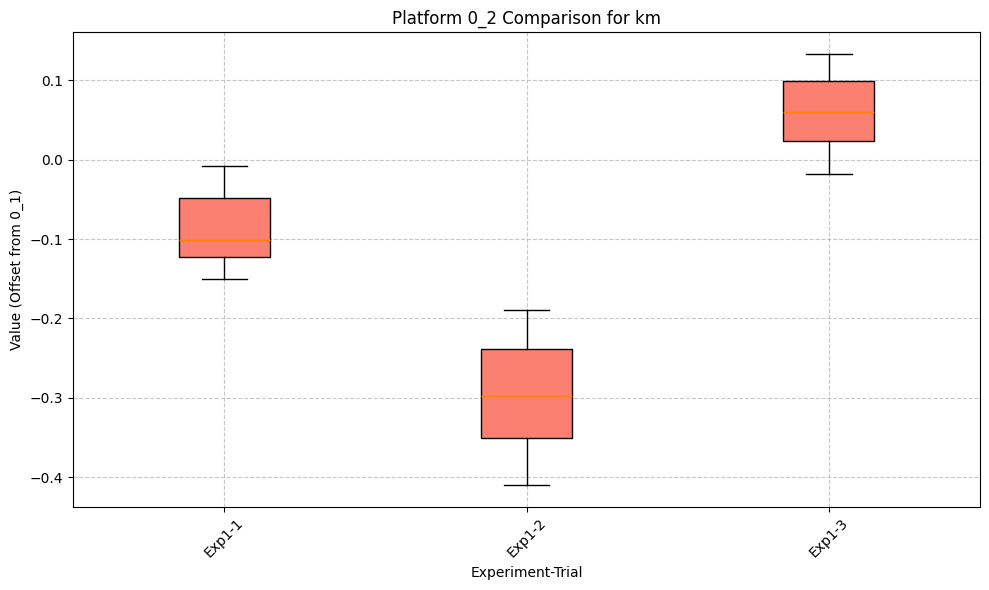 Platform 0_2 Comparison for km
Value (Offset from 0_1)
0.1
0.0
−0.1
−0.2
−0.3
−0.4
Exp1-1
Exp1-2
Exp1-3
Experiment-Trial